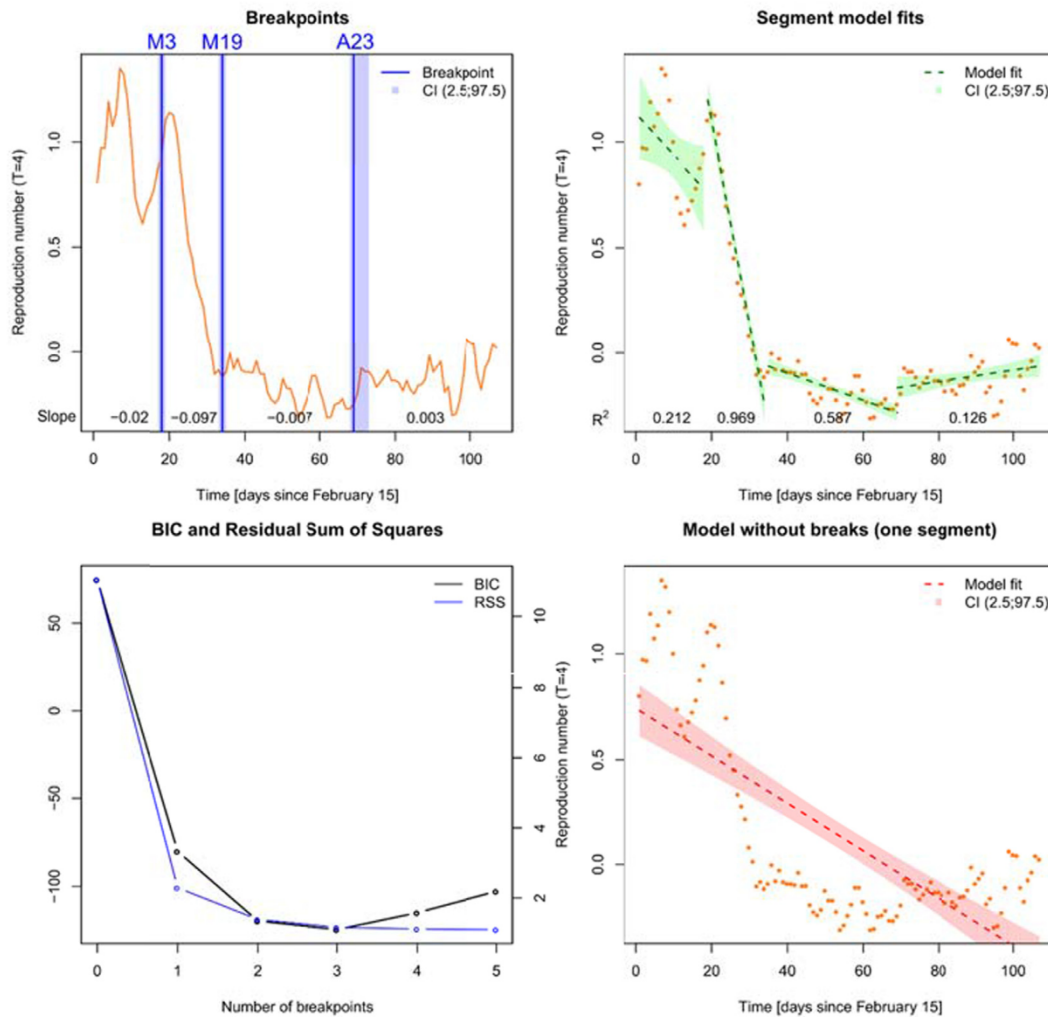 Breakpoints
M3 M19 A23
Breakpoint
CI (2.5;97.5)
Reproduction number (T=4)
1.0
0.5
0.0
Slope −0.02 −0.097 −0.007 0.003
0 20 40 60 80 100
Time [days since February 15]
Segment model fits
Model fit
CI (2.5;97.5)
Reproduction number (T=4)
1.0
0.5
0.0
R² 0.212 0.969 0.587 0.126
0 20 40 60 80 100
Time [days since February 15]
BIC and Residual Sum of Squares
BIC
RSS
50
0
−50
−100
10
8
6
4
2
0 1 2 3 4 5
Number of breakpoints
Model without breaks (one segment)
Model fit
CI (2.5;97.5)
Reproduction number (T=4)
1.0
0.5
0.0
0 20 40 60 80 100
Time [days since February 15]